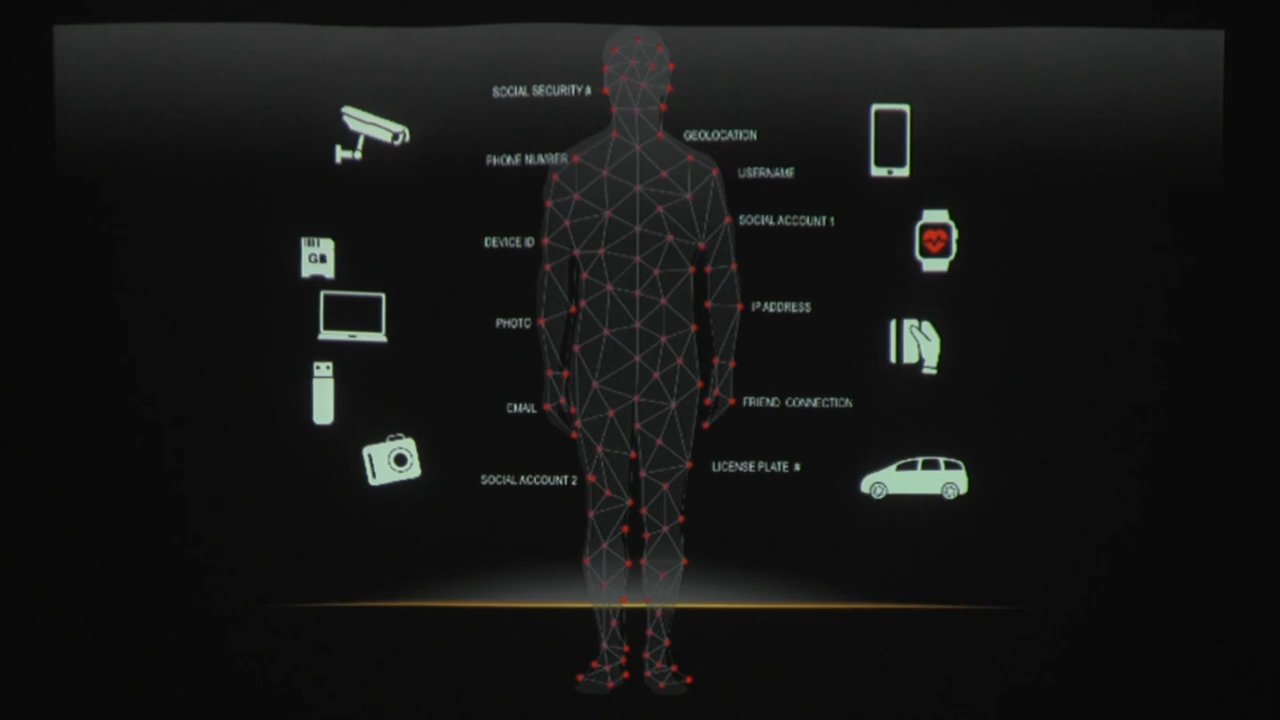 SOCIAL SECURITY #
GEOLOCATION
PHONE NUMBER
USERNAME
SOCIAL ACCOUNT 1
DEVICE ID
GB
IP ADDRESS
PHOTO
FRIEND CONNECTION
EMAIL
LICENSE PLATE #
SOCIAL ACCOUNT 2